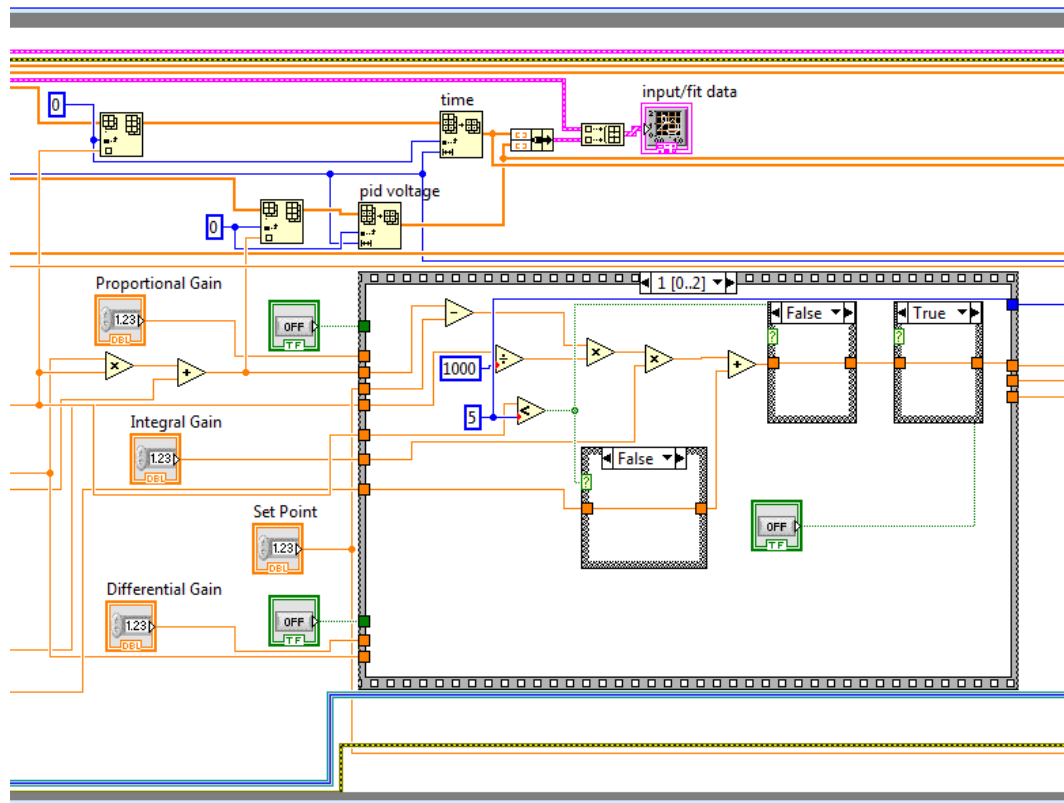 time
input/fit data
0
pid voltage
0
1 [0..2]
Proportional Gain
1.23
DBL
OFF
TF
False
True
1000
5
Integral Gain
1.23
DBL
False
Set Point
1.23
DBL
OFF
TF
Differential Gain
1.23
DBL
OFF
TF